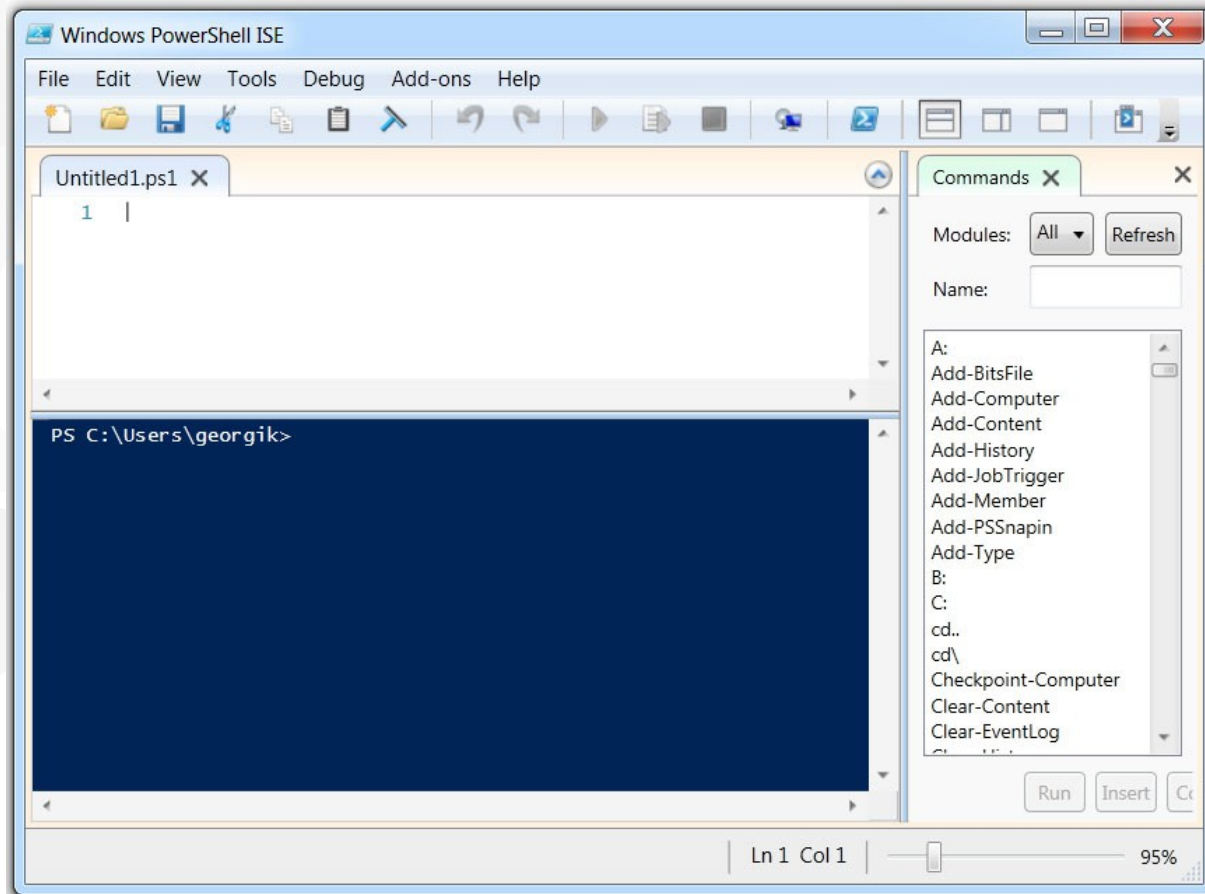 Windows PowerShell ISE
File Edit View Tools Debug Add-ons Help
Untitled1.ps1
1
PS C:\Users\georgik>
Commands
Modules: All Refresh
Name:
A:
Add-BitsFile
Add-Computer
Add-Content
Add-History
Add-JobTrigger
Add-Member
Add-PSSnapin
Add-Type
B:
C:
cd..
cd\
Checkpoint-Computer
Clear-Content
Clear-EventLog
Run Insert
Ln 1 Col 1
95%